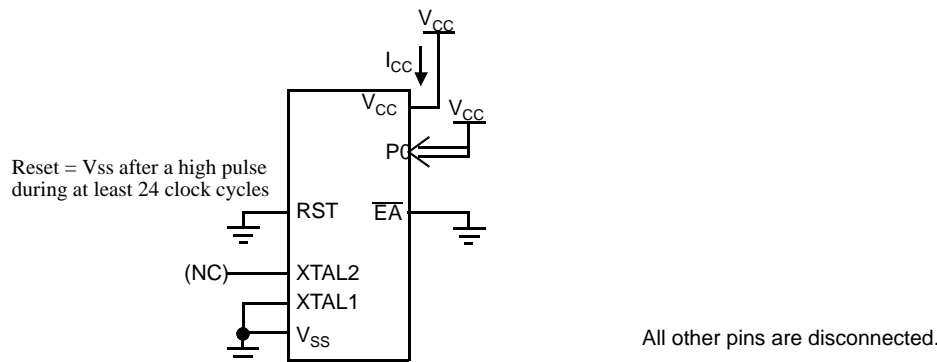 VCC
ICC
VCC
VCC
P0
Reset = Vss after a high pulse
during at least 24 clock cycles
RST
EA
(NC)
XTAL2
XTAL1
VSS
All other pins are disconnected.